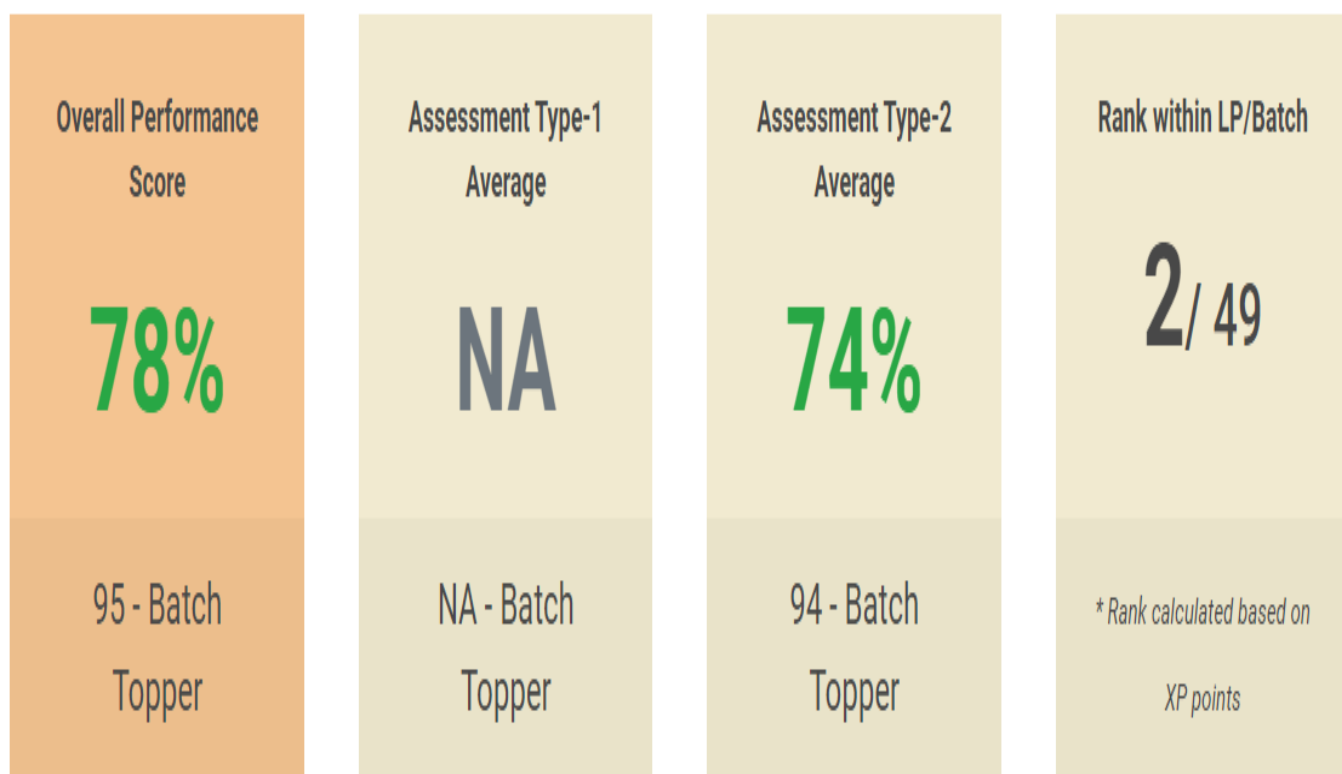 Overall Performance
Score
78%
95 - Batch
Topper
Assessment Type-1
Average
NA
NA - Batch
Topper
Assessment Type-2
Average
74%
94 - Batch
Topper
Rank within LP/Batch
2/ 49
* Rank calculated based on
XP points